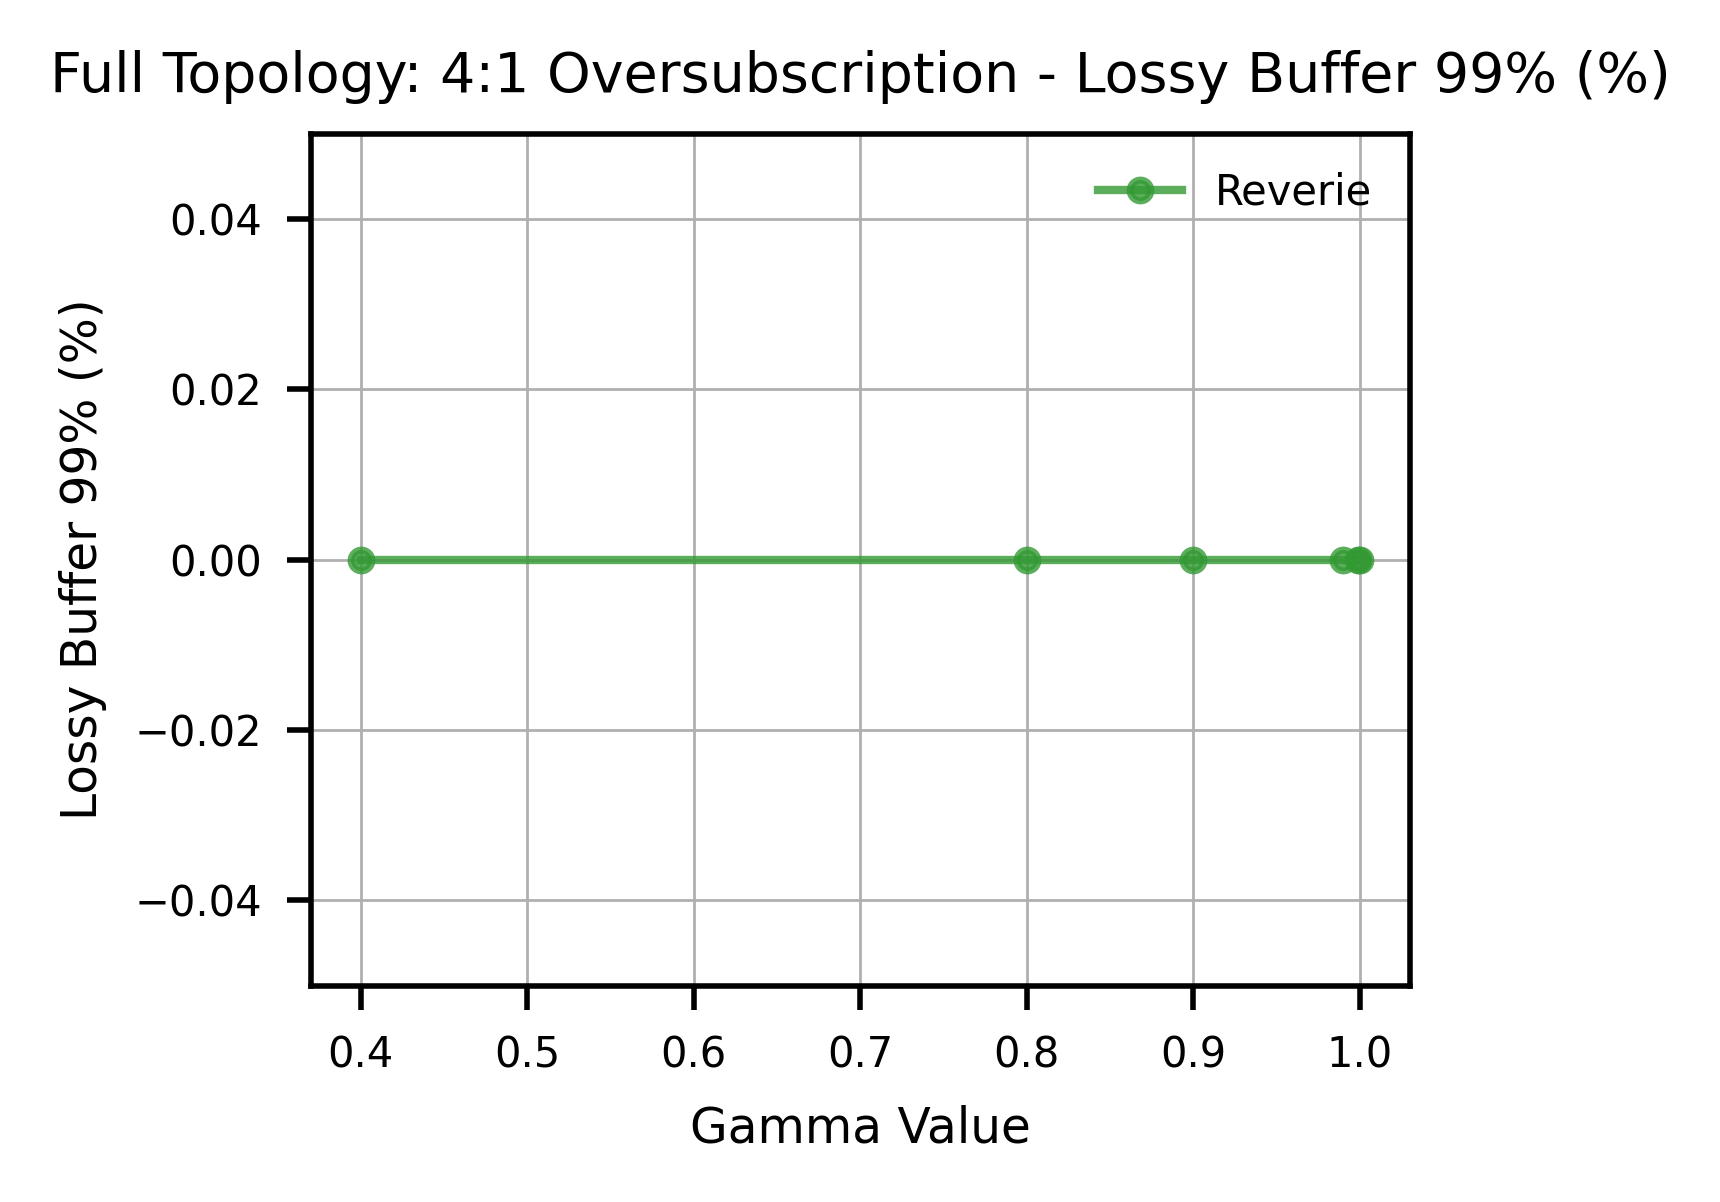 Full Topology: 4:1 Oversubscription - Lossy Buffer 99% (%)
Reverie
Lossy Buffer 99% (%)
0.04
0.02
0.00
−0.02
−0.04
0.4 0.5 0.6 0.7 0.8 0.9 1.0
Gamma Value